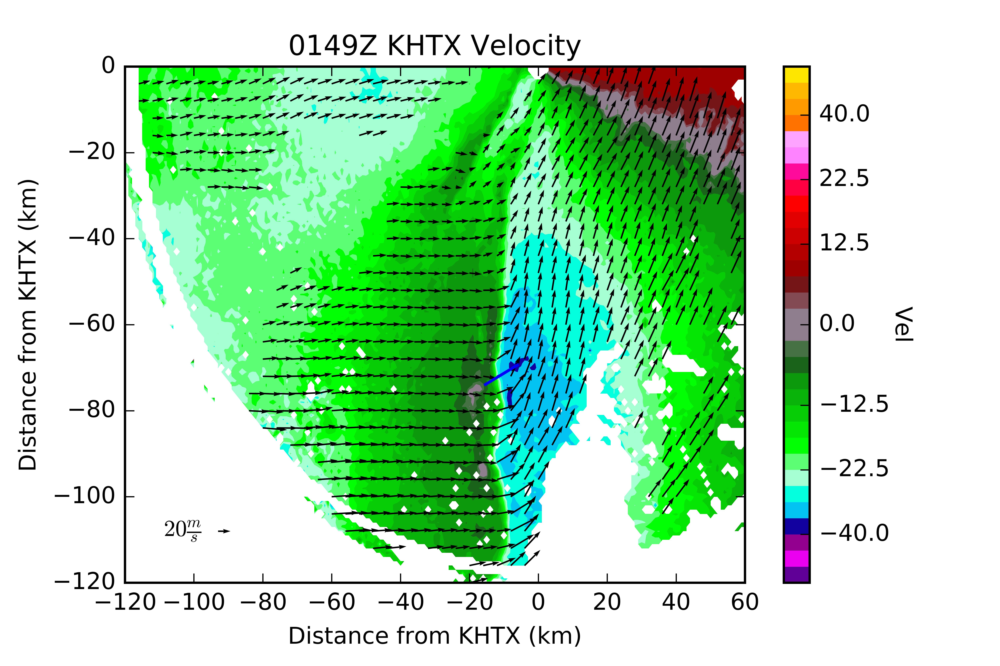 0149Z KHTX Velocity
0
−20
−40
−60
−80
−100
−120
Distance from KHTX (km)
20 m/s
−120 −100 −80 −60 −40 −20 0 20 40 60
Distance from KHTX (km)
40.0
22.5
12.5
0.0
−12.5
−22.5
−40.0
Vel